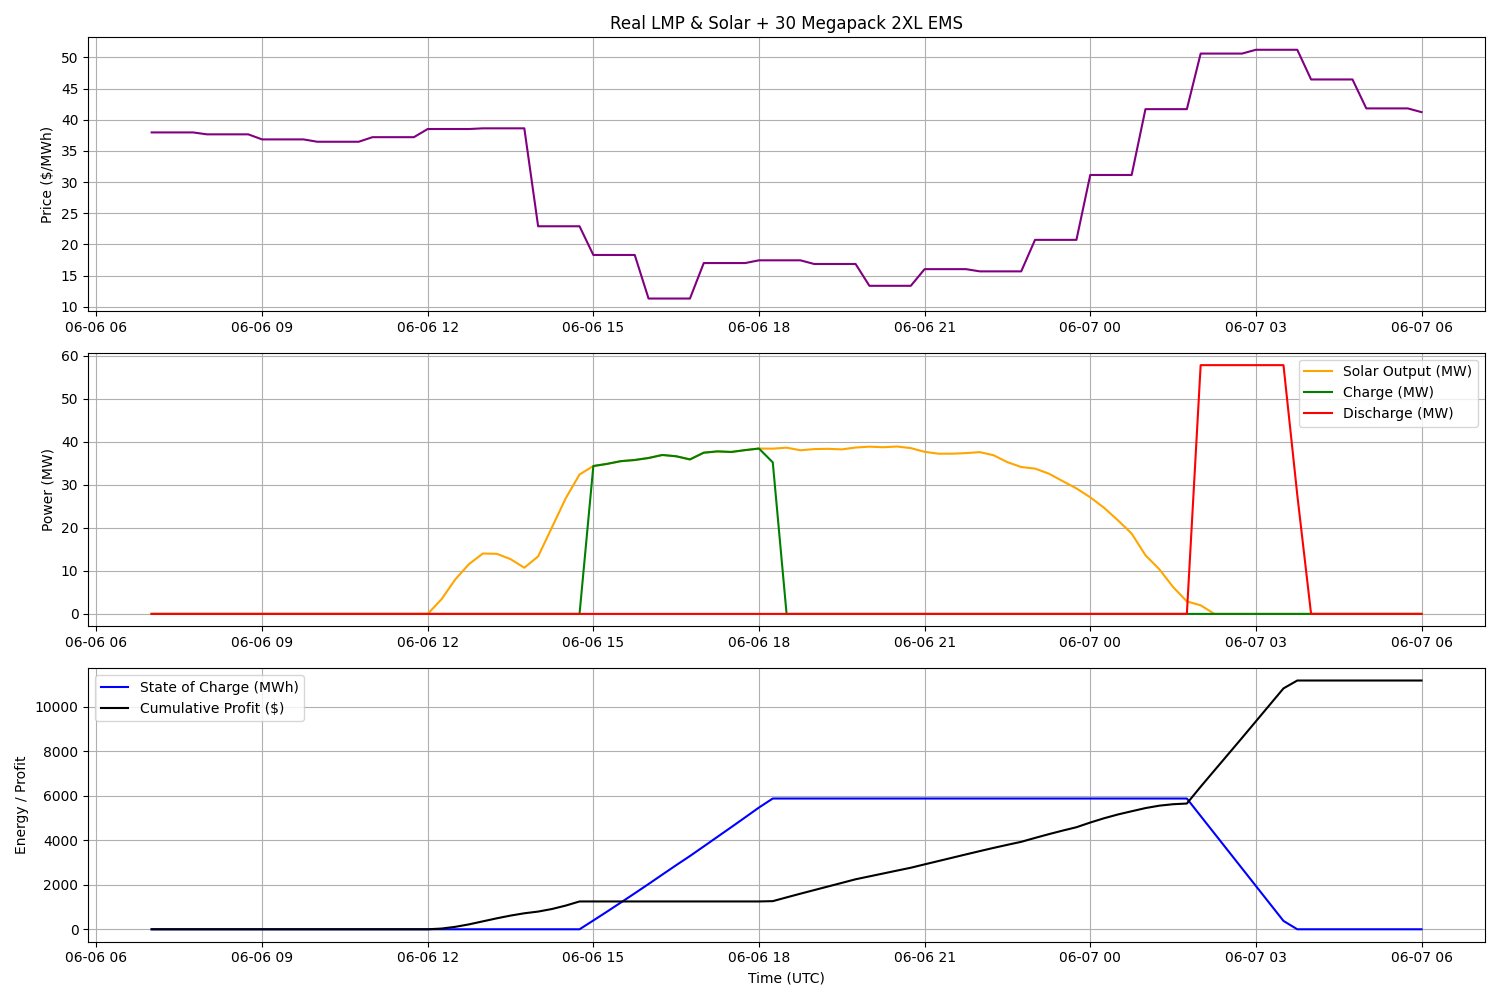 Real LMP & Solar + 30 Megapack 2XL EMS
Price ($/MWh)
50
45
40
35
30
25
20
15
10
06-06 06 06-06 09 06-06 12 06-06 15 06-06 18 06-06 21 06-07 00 06-07 03 06-07 06
Power (MW)
60
50
40
30
20
10
0
Solar Output (MW)
Charge (MW)
Discharge (MW)
06-06 06 06-06 09 06-06 12 06-06 15 06-06 18 06-06 21 06-07 00 06-07 03 06-07 06
Energy / Profit
10000
8000
6000
4000
2000
0
State of Charge (MWh)
Cumulative Profit ($)
06-06 06 06-06 09 06-06 12 06-06 15 06-06 18 06-06 21 06-07 00 06-07 03 06-07 06
Time (UTC)